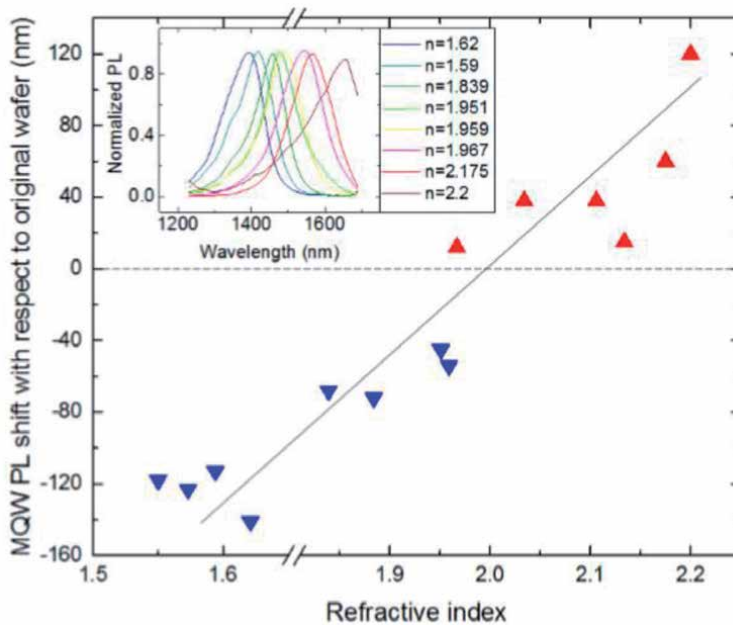 MQW PL shift with respect to original wafer (nm)
120
80
40
0
-40
-80
-120
-160
1.5
1.6
1.9
2.0
2.1
2.2
Refractive index
Normalized PL
0.8
0.4
0.0
1200
1400
1600
Wavelength (nm)
n=1.62
n=1.59
n=1.839
n=1.951
n=1.959
n=1.967
n=2.175
n=2.2